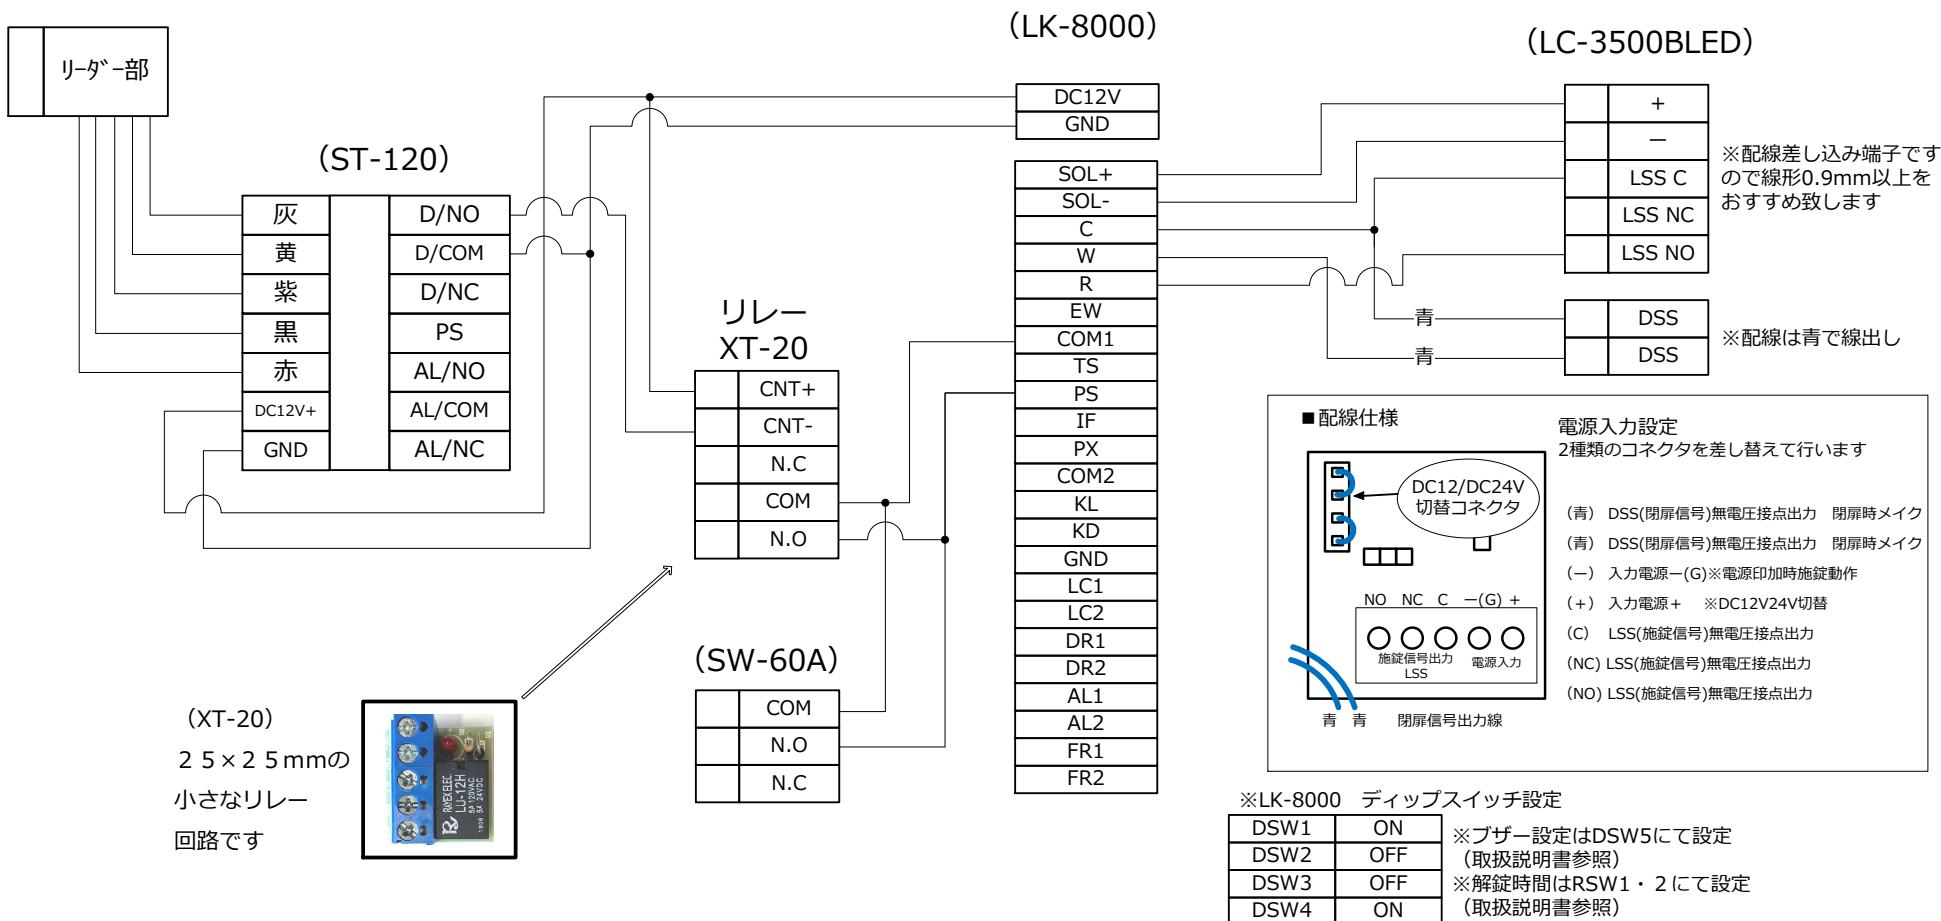 (LK-8000)
(LC-3500BLED)
ﾘｰﾀﾞｰ部
(ST-120)
灰 D/NO
黄 D/COM
紫 D/NC
黒 PS
赤 AL/NO
DC12V+ AL/COM
GND AL/NC
リレー
XT-20
CNT+
CNT-
N.C
COM
N.O
(SW-60A)
COM
N.O
N.C
(XT-20)
２５×２５mmの
小さなリレー
回路です
RAYEX ELEC
LU-12H
5A 120VAC
5A 24VDC
DC12V
GND
SOL+
SOL-
C
W
R
EW
COM1
TS
PS
IF
PX
COM2
KL
KD
GND
LC1
LC2
DR1
DR2
AL1
AL2
FR1
FR2
+
―
LSS C
LSS NC
LSS NO
※配線差し込み端子です
ので線形0.9mm以上を
おすすめ致します
青 DSS
青 DSS
※配線は青で線出し
■配線仕様
電源入力設定
2種類のコネクタを差し替えて行います
DC12/DC24V
切替コネクタ
NO NC C ー(G) +
施錠信号出力
LSS
電源入力
青 青 閉扉信号出力線
(青) DSS(閉扉信号)無電圧接点出力 閉扉時メイク
(青) DSS(閉扉信号)無電圧接点出力 閉扉時メイク
(ー) 入力電源ー(G)※電源印加時施錠動作
(+) 入力電源+ ※DC12V24V切替
(C) LSS(施錠信号)無電圧接点出力
(NC) LSS(施錠信号)無電圧接点出力
(NO) LSS(施錠信号)無電圧接点出力
※LK-8000 ディップスイッチ設定
DSW1 ON
DSW2 OFF
DSW3 OFF
DSW4 ON
※ブザー設定はDSW5にて設定
(取扱説明書参照)
※解錠時間はRSW1・２にて設定
(取扱説明書参照)